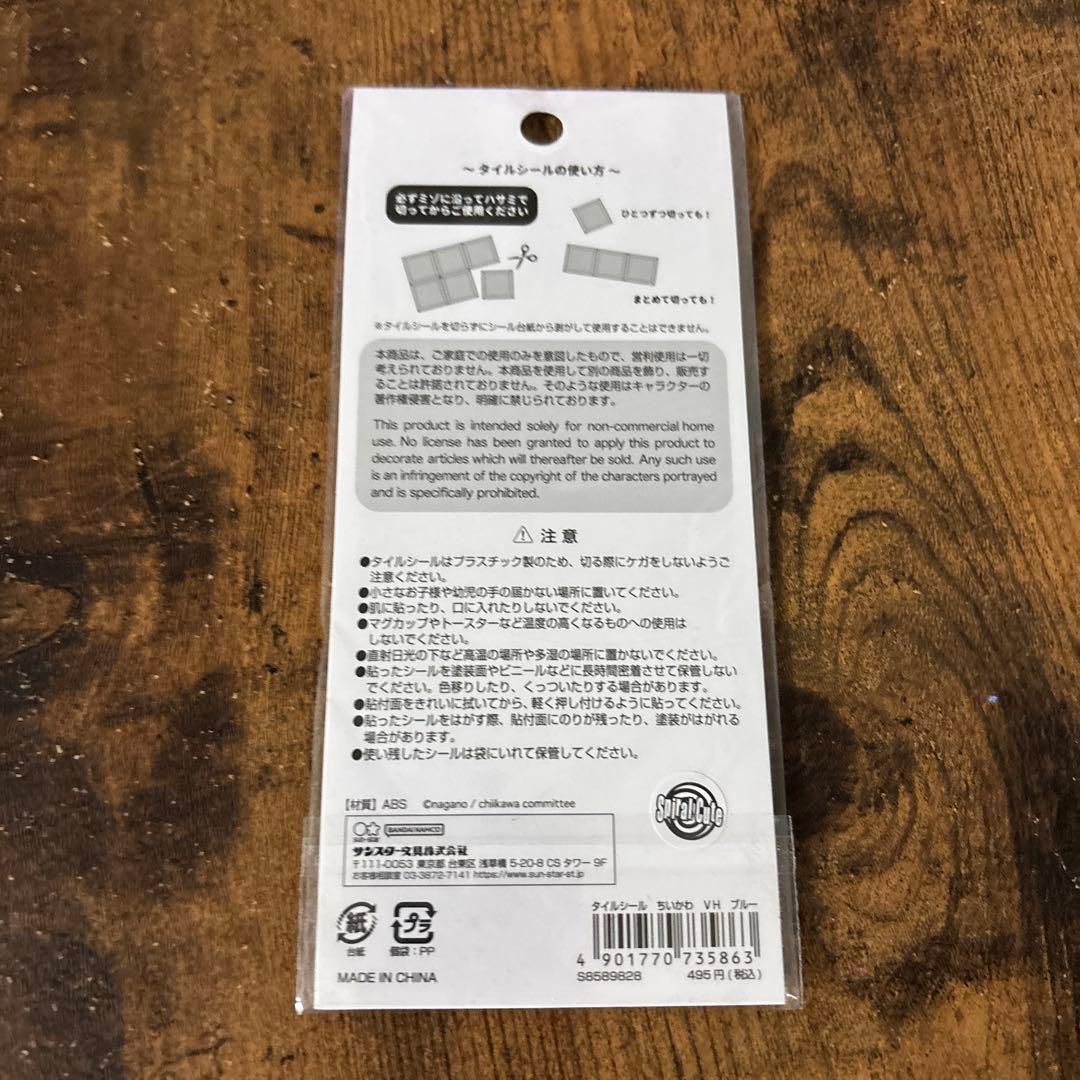 ～タイルシールの使い方～
必ずミゾに沿ってハサミで
切ってからご使用ください
ひとつずつ切っても！
まとめて切っても！
※タイルシールを切らずにシール台紙から剥がして使用することはできません。
本商品は、ご家庭での使用のみを意図したもので、営利使用は一切
考えられておりません。本商品を使用して別の商品を飾り、販売す
ることは許諾されておりません。そのような使用はキャラクターの
著作権侵害となり、明確に禁じられております。
This product is intended solely for non-commercial home
use. No license has been granted to apply this product to
decorate articles which will thereafter be sold. Any such use
is an infringement of the copyright of the characters portrayed
and is specifically prohibited.
⚠ 注意
●タイルシールはプラスチック製のため、切る際にケガをしないようご
注意ください。
●小さなお子様や幼児の手の届かない場所に置いてください。
●肌に貼ったり、口に入れたりしないでください。
●マグカップやトースターなど温度の高くなるものへの使用は
しないでください。
●直射日光の下など高温の場所や多湿の場所に置かないでください。
●貼ったシールを塗装面やビニールなどに長時間密着させて保管しない
でください。色移りしたり、くっついたりする場合があります。
●貼付面をきれいに拭いてから、軽く押し付けるように貼ってください。
●貼ったシールをはがす際、貼付面にのりが残ったり、塗装がはがれる
場合があります。
●使い残したシールは袋にいれて保管してください。
【材質】ABS ©nagano / chiikawa committee
Spiral Cute
SUN-STAR BANDAI NAMCO
サンスター文具株式会社
〒111-0053 東京都 台東区 浅草橋 5-20-8 CS タワー 9F
お客様相談室 03-3872-7141 https://www.sun-star-st.jp
紙
台紙
プラ
個袋：PP
MADE IN CHINA
タイルシール ちいかわ VH ブルー
4 901770 735863
S8589828 495円(税込)